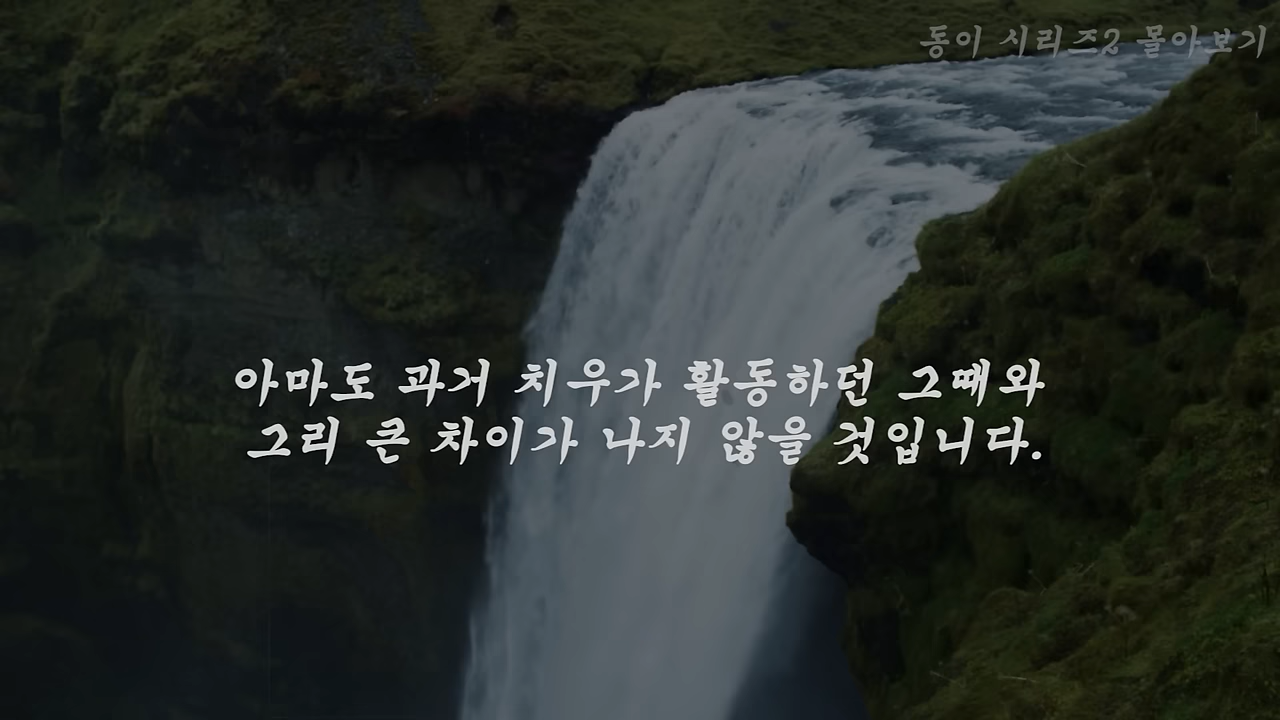 동이 시리즈2 몰아보기
아마도 과거 치우가 활동하던 그때와
그리 큰 차이가 나지 않을 것입니다.